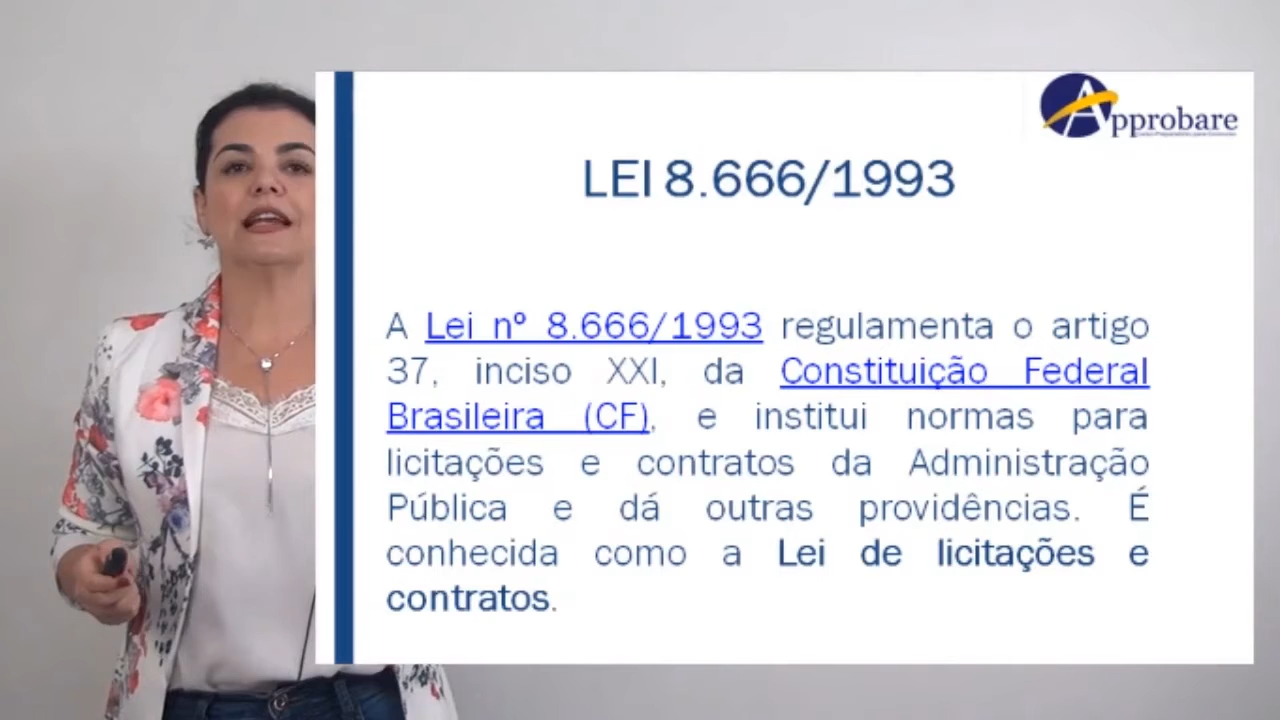 Approbare
LEI 8.666/1993
A Lei nº 8.666/1993 regulamenta o artigo
37, inciso XXI, da Constituição Federal
Brasileira (CF), e institui normas para
licitações e contratos da Administração
Pública e dá outras providências. É
conhecida como a Lei de licitações e
contratos.